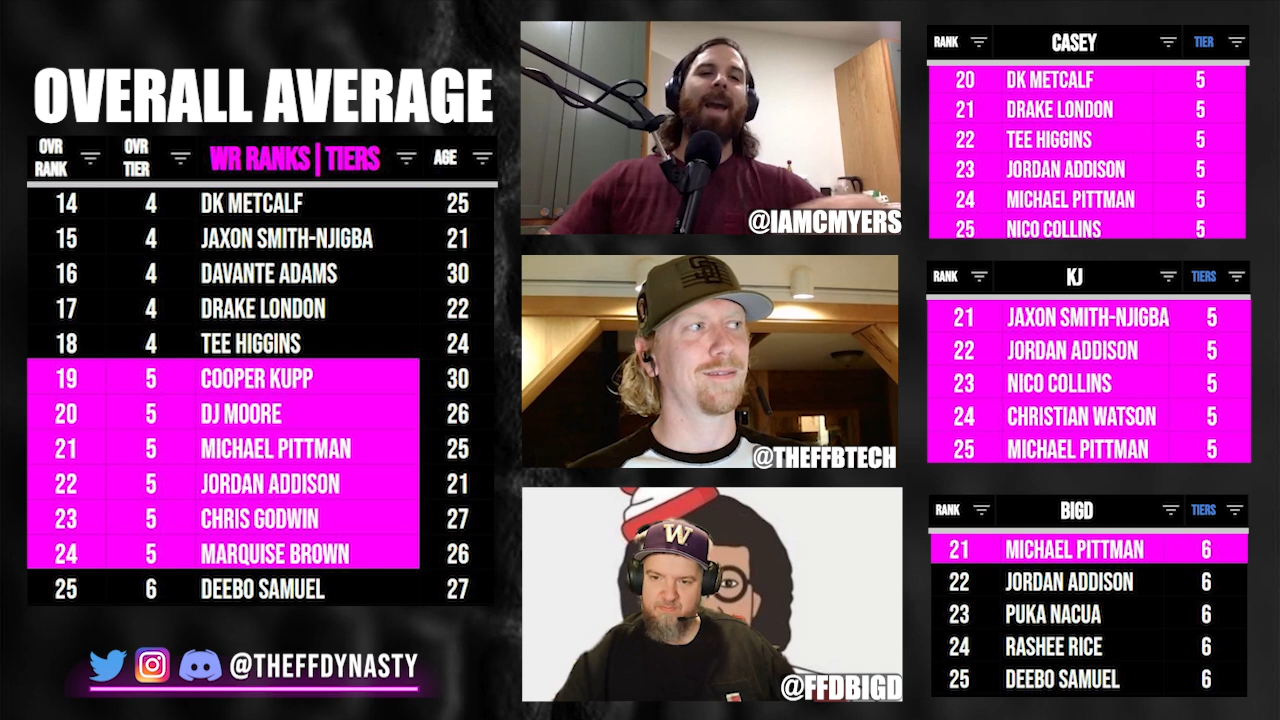 OVERALL AVERAGE
OVR RANK OVR TIER WR RANKS | TIERS AGE
14 4 DK METCALF 25
15 4 JAXON SMITH-NJIGBA 21
16 4 DAVANTE ADAMS 30
17 4 DRAKE LONDON 22
18 4 TEE HIGGINS 24
19 5 COOPER KUPP 30
20 5 DJ MOORE 26
21 5 MICHAEL PITTMAN 25
22 5 JORDAN ADDISON 21
23 5 CHRIS GODWIN 27
24 5 MARQUISE BROWN 26
25 6 DEEBO SAMUEL 27
@THEFFDYNASTY
@IAMCMYERS
SD
@THEFFBTECH
W
@FFDBIGD
RANK CASEY TIER
20 DK METCALF 5
21 DRAKE LONDON 5
22 TEE HIGGINS 5
23 JORDAN ADDISON 5
24 MICHAEL PITTMAN 5
25 NICO COLLINS 5
RANK KJ TIERS
21 JAXON SMITH-NJIGBA 5
22 JORDAN ADDISON 5
23 NICO COLLINS 5
24 CHRISTIAN WATSON 5
25 MICHAEL PITTMAN 5
RANK BIGD TIERS
21 MICHAEL PITTMAN 6
22 JORDAN ADDISON 6
23 PUKA NACUA 6
24 RASHEE RICE 6
25 DEEBO SAMUEL 6